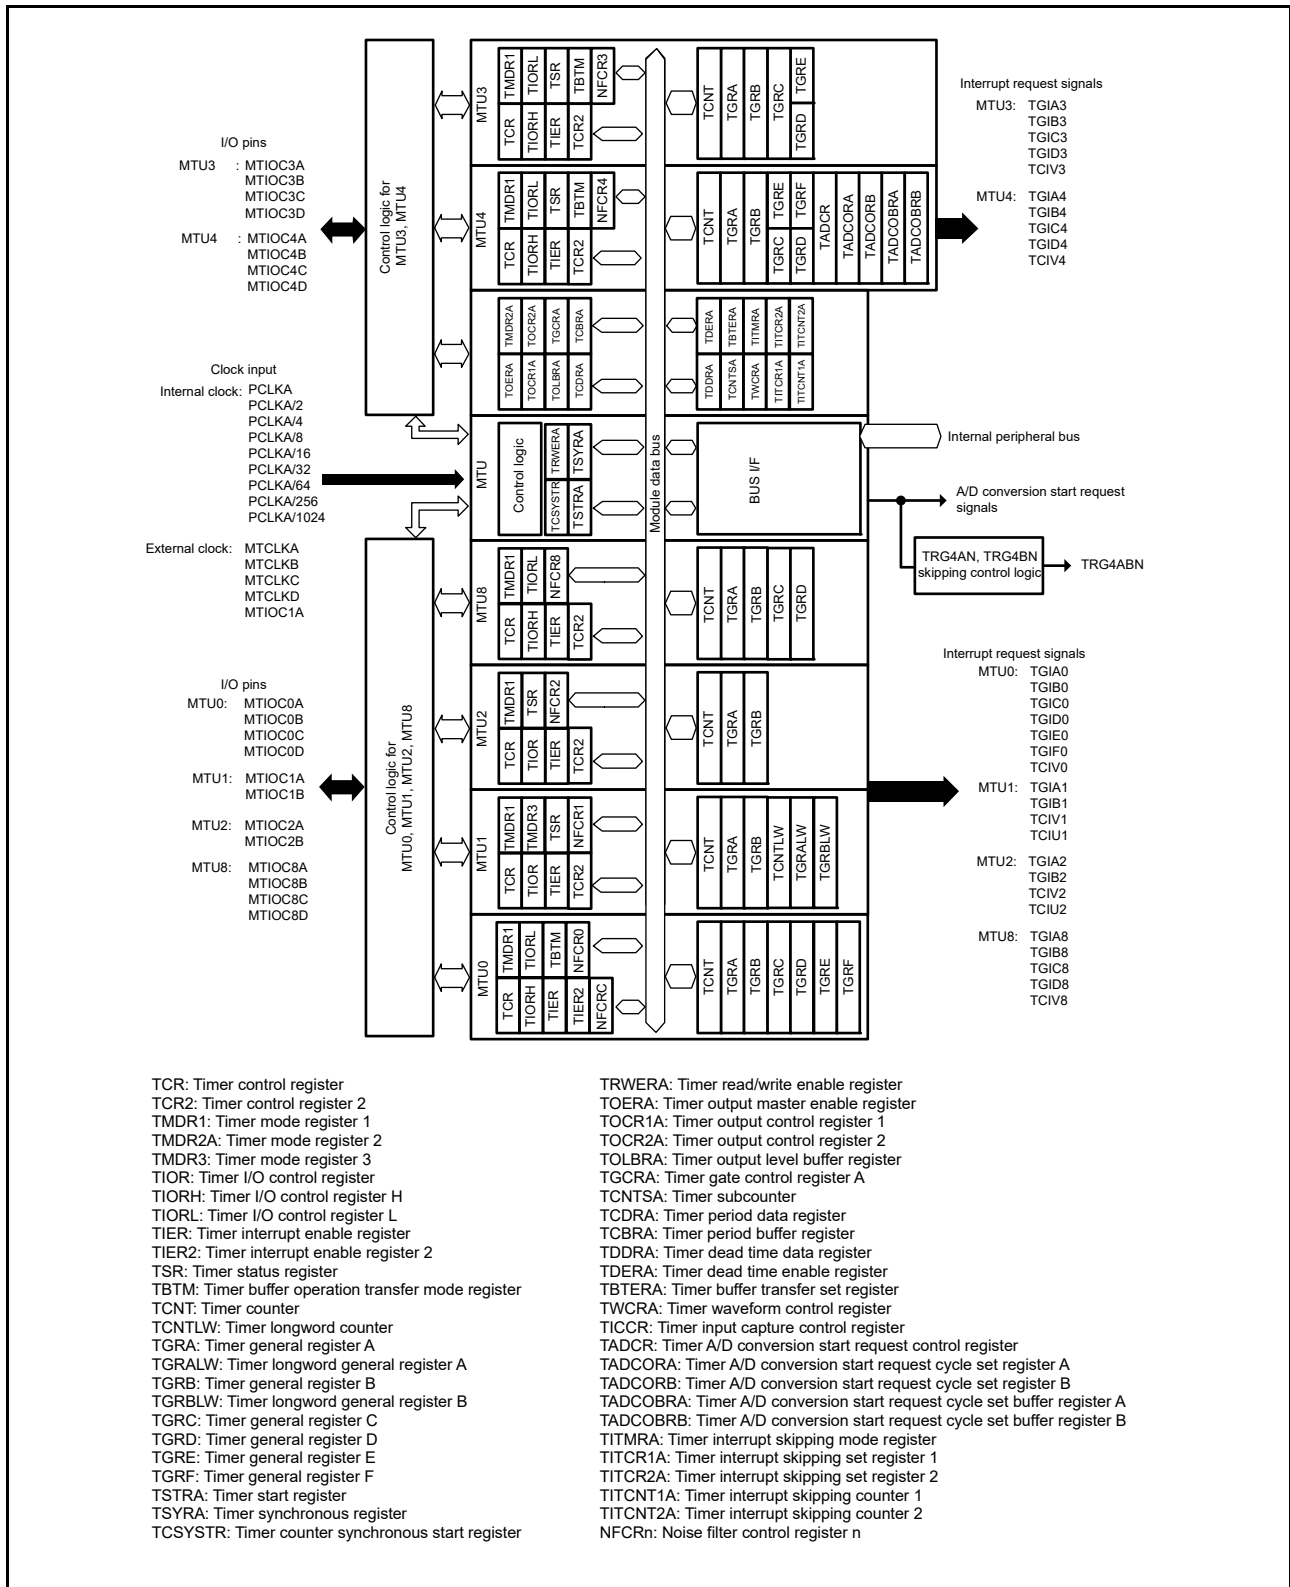 I/O pins
MTU3 : MTIOC3A
MTIOC3B
MTIOC3C
MTIOC3D
MTU4 : MTIOC4A
MTIOC4B
MTIOC4C
MTIOC4D
Clock input
Internal clock: PCLKA
PCLKA/2
PCLKA/4
PCLKA/8
PCLKA/16
PCLKA/32
PCLKA/64
PCLKA/256
PCLKA/1024
External clock: MTCLKA
MTCLKB
MTCLKC
MTCLKD
MTIOC1A
I/O pins
MTU0: MTIOC0A
MTIOC0B
MTIOC0C
MTIOC0D
MTU1: MTIOC1A
MTIOC1B
MTU2: MTIOC2A
MTIOC2B
MTU8: MTIOC8A
MTIOC8B
MTIOC8C
MTIOC8D
Control logic for
MTU3, MTU4
Control logic for
MTU0, MTU1, MTU2, MTU8
MTU3
TMDR1 TIORL TSR TBTM NFCR3
TCR TIORH TIER TCR2
TCNT TGRA TGRB TGRC TGRD TGRE
MTU4
TMDR1 TIORL TSR TBTM NFCR4
TCR TIORH TIER TCR2
TCNT TGRA TGRB TGRC TGRE TGRD TGRF TADCR TADCORA TADCORB TADCOBRA TADCOBRB
TMDR2A TOCR2A TGCRA TCBRA
TOERA TOCR1A TOLBRA TCDRA
TDERA TBTERA TITMRA TITCR2A TITCNT2A
TDDRA TCNTSA TWCRA TITCR1A TITCNT1A
MTU
Control logic
TRWERA TSYRA
TCSYSTR TSTRA
Module data bus
BUS I/F
MTU8
TMDR1 TIORL NFCR8
TCR TIORH TIER TCR2
TCNT TGRA TGRB TGRC TGRD
MTU2
TMDR1 TSR NFCR2
TCR TIOR TIER TCR2
TCNT TGRA TGRB
MTU1
TMDR1 TMDR3 TSR NFCR1
TCR TIOR TIER TCR2
TCNT TGRA TGRB TCNTLW TGRALW TGRBLW
MTU0
TMDR1 TIORL TBTM NFCR0
TCR TIORH TIER TIER2 NFCRC
TCNT TGRA TGRB TGRC TGRD TGRE TGRF
Interrupt request signals
MTU3: TGIA3
TGIB3
TGIC3
TGID3
TCIV3
MTU4: TGIA4
TGIB4
TGIC4
TGID4
TCIV4
Internal peripheral bus
A/D conversion start request
signals
TRG4AN, TRG4BN
skipping control logic
TRG4ABN
Interrupt request signals
MTU0: TGIA0
TGIB0
TGIC0
TGID0
TGIE0
TGIF0
TCIV0
MTU1: TGIA1
TGIB1
TCIV1
TCIU1
MTU2: TGIA2
TGIB2
TCIV2
TCIU2
MTU8: TGIA8
TGIB8
TGIC8
TGID8
TCIV8
TCR: Timer control register
TCR2: Timer control register 2
TMDR1: Timer mode register 1
TMDR2A: Timer mode register 2
TMDR3: Timer mode register 3
TIOR: Timer I/O control register
TIORH: Timer I/O control register H
TIORL: Timer I/O control register L
TIER: Timer interrupt enable register
TIER2: Timer interrupt enable register 2
TSR: Timer status register
TBTM: Timer buffer operation transfer mode register
TCNT: Timer counter
TCNTLW: Timer longword counter
TGRA: Timer general register A
TGRALW: Timer longword general register A
TGRB: Timer general register B
TGRBLW: Timer longword general register B
TGRC: Timer general register C
TGRD: Timer general register D
TGRE: Timer general register E
TGRF: Timer general register F
TSTRA: Timer start register
TSYRA: Timer synchronous register
TCSYSTR: Timer counter synchronous start register
TRWERA: Timer read/write enable register
TOERA: Timer output master enable register
TOCR1A: Timer output control register 1
TOCR2A: Timer output control register 2
TOLBRA: Timer output level buffer register
TGCRA: Timer gate control register A
TCNTSA: Timer subcounter
TCDRA: Timer period data register
TCBRA: Timer period buffer register
TDDRA: Timer dead time data register
TDERA: Timer dead time enable register
TBTERA: Timer buffer transfer set register
TWCRA: Timer waveform control register
TICCR: Timer input capture control register
TADCR: Timer A/D conversion start request control register
TADCORA: Timer A/D conversion start request cycle set register A
TADCORB: Timer A/D conversion start request cycle set register B
TADCOBRA: Timer A/D conversion start request cycle set buffer register A
TADCOBRB: Timer A/D conversion start request cycle set buffer register B
TITMRA: Timer interrupt skipping mode register
TITCR1A: Timer interrupt skipping set register 1
TITCR2A: Timer interrupt skipping set register 2
TITCNT1A: Timer interrupt skipping counter 1
TITCNT2A: Timer interrupt skipping counter 2
NFCRn: Noise filter control register n